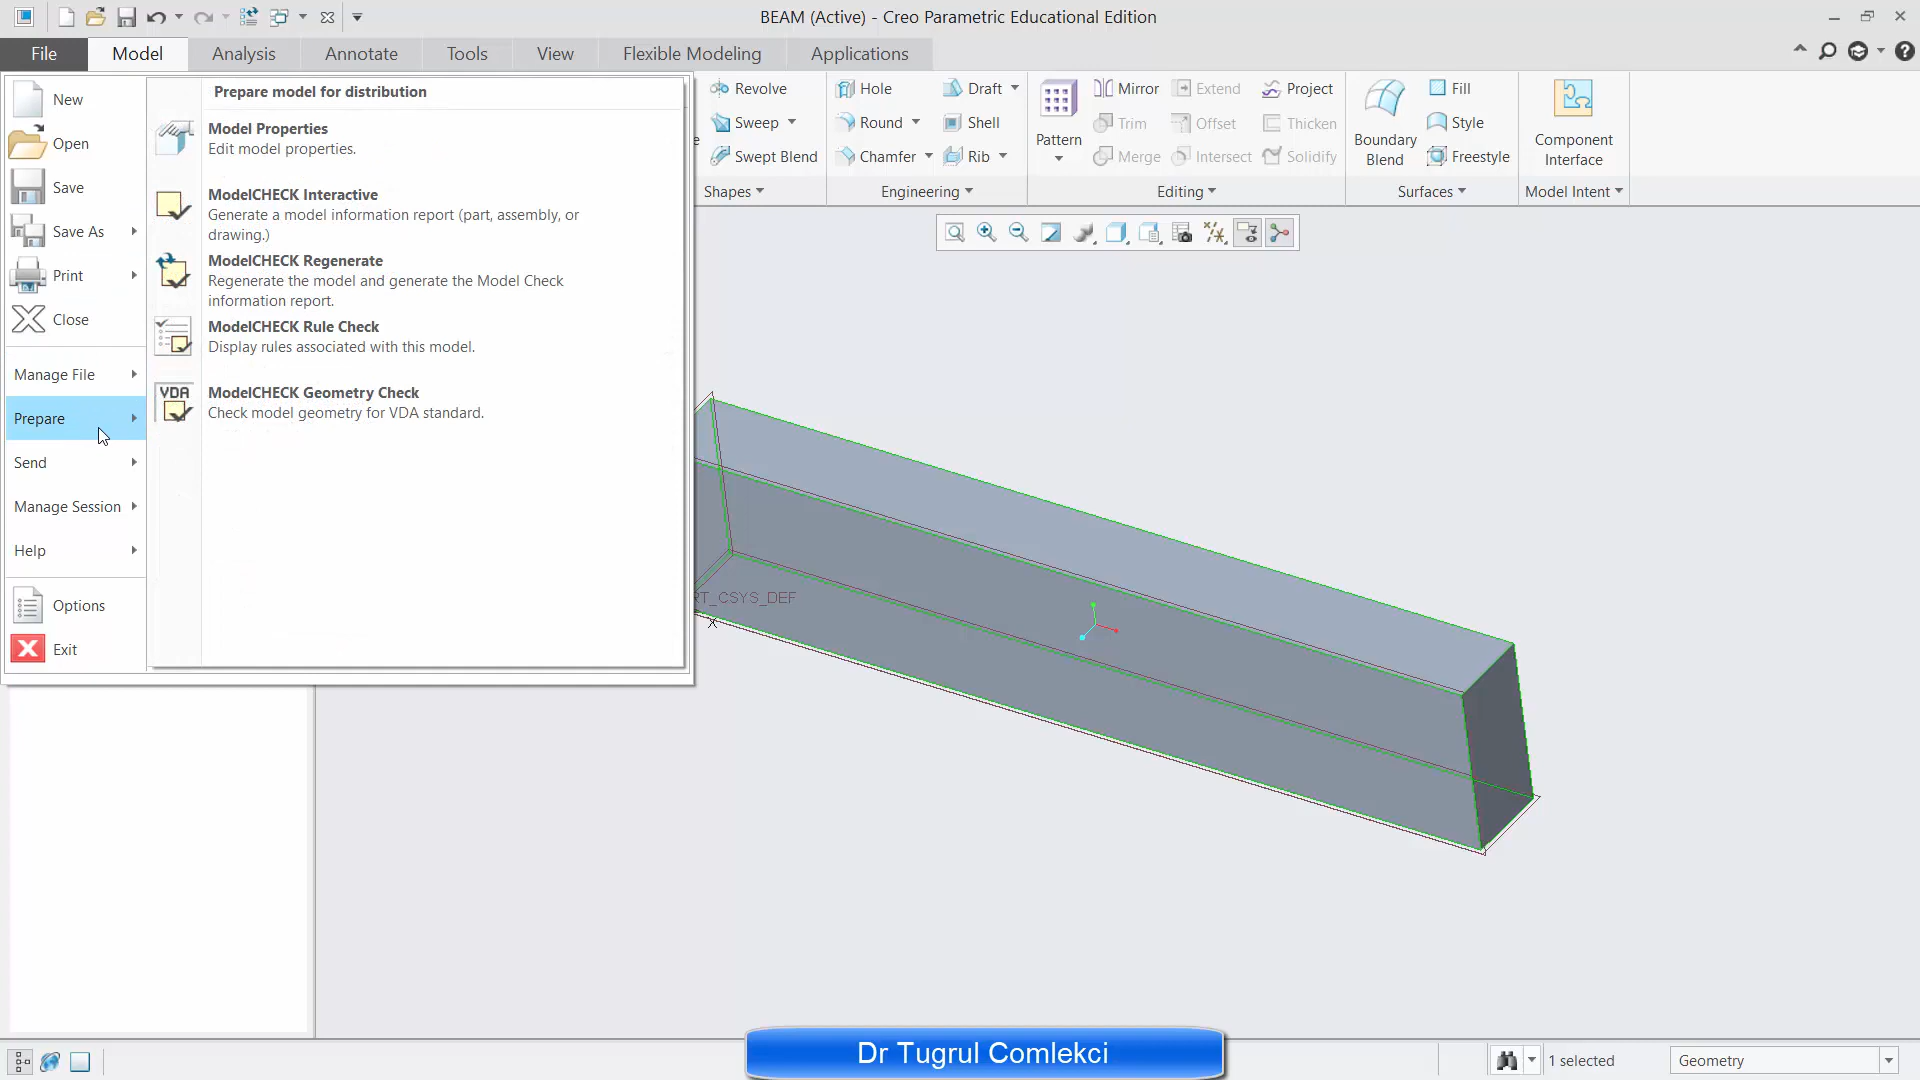 BEAM (Active) - Creo Parametric Educational Edition
File
Model
Analysis
Annotate
Tools
View
Flexible Modeling
Applications
New
Open
Save
Save As
Print
Close
Manage File
Prepare
Send
Manage Session
Help
Options
Exit
Prepare model for distribution
Model Properties
Edit model properties.
ModelCHECK Interactive
Generate a model information report (part, assembly, or
drawing.)
ModelCHECK Regenerate
Regenerate the model and generate the Model Check
information report.
ModelCHECK Rule Check
Display rules associated with this model.
VDA
ModelCHECK Geometry Check
Check model geometry for VDA standard.
Revolve
Sweep
Swept Blend
Shapes
Hole
Round
Chamfer
Draft
Shell
Rib
Engineering
Pattern
Mirror
Trim
Merge
Extend
Offset
Intersect
Project
Thicken
Solidify
Editing
Boundary
Blend
Fill
Style
Freestyle
Surfaces
Component
Interface
Model Intent
RT_CSYS_DEF
X
Dr Tugrul Comlekci
1 selected
Geometry